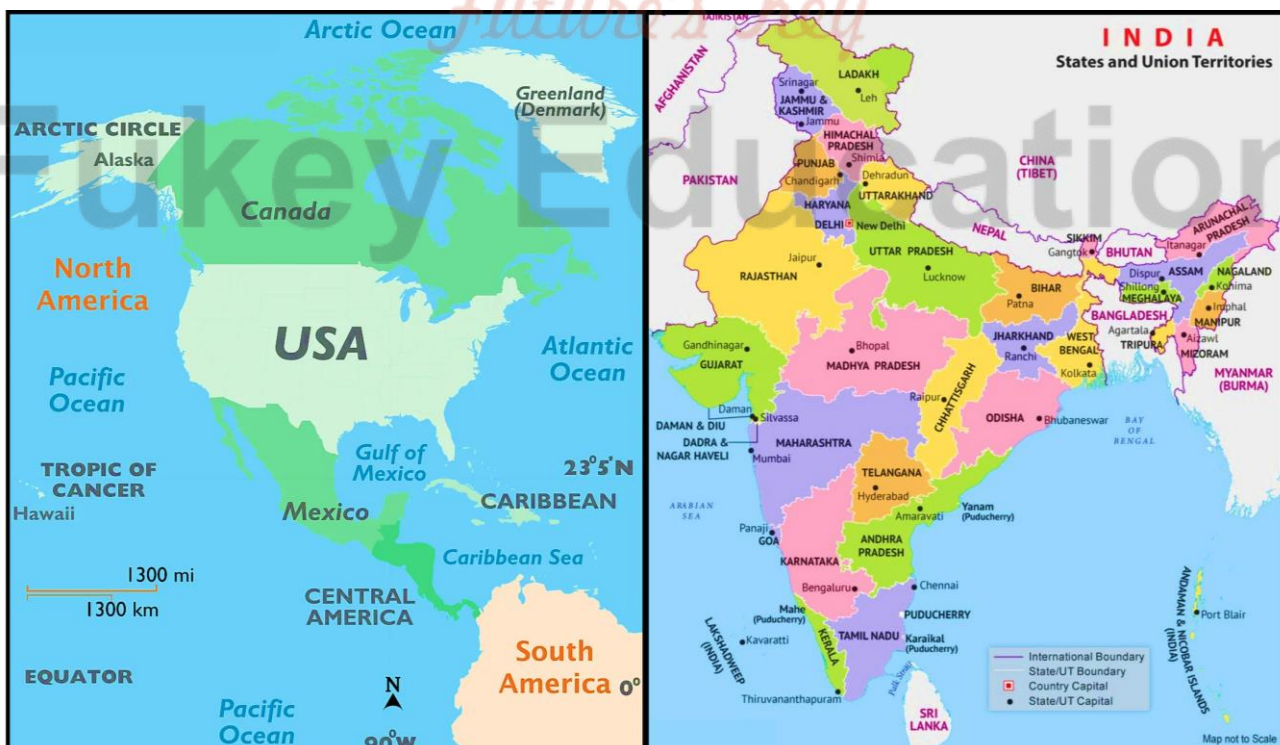 Future's Key
Fukey Education
Arctic Ocean
Greenland
(Denmark)
ARCTIC CIRCLE
Alaska
Canada
North
America
USA
Atlantic
Ocean
Pacific
Ocean
Gulf of
Mexico
23°5'N
TROPIC OF
CANCER
CARIBBEAN
Hawaii
Mexico
Caribbean Sea
1300 mi
1300 km
CENTRAL
AMERICA
South
America
0°
EQUATOR
N
Pacific
Ocean
90°W
INDIA
States and Union Territories
TAJIKISTAN
AFGHANISTAN
LADAKH
Leh
Srinagar
JAMMU &
KASHMIR
Jammu
HIMACHAL
PRADESH
Shimla
PUNJAB
Chandigarh
Dehradun
UTTARAKHAND
CHINA
(TIBET)
PAKISTAN
HARYANA
DELHI
New Delhi
NEPAL
SIKKIM
Gangtok
BHUTAN
ARUNACHAL
PRADESH
Itanagar
Jaipur
RAJASTHAN
UTTAR PRADESH
Lucknow
BIHAR
Patna
Dispur
ASSAM
NAGALAND
Shillong
Kohima
MEGHALAYA
BANGLADESH
Imphal
MANIPUR
Agartala
TRIPURA
Aizawl
MIZORAM
MYANMAR
(BURMA)
Gandhinagar
GUJARAT
Bhopal
MADHYA PRADESH
JHARKHAND
Ranchi
WEST
BENGAL
Kolkata
CHHATTISGARH
Raipur
ODISHA
Bhubaneswar
BAY
OF
BENGAL
Daman
Silvassa
DAMAN & DIU
DADRA &
NAGAR HAVELI
MAHARASHTRA
Mumbai
TELANGANA
Hyderabad
ARABIAN
SEA
Amaravati
Yanam
(Puducherry)
Panaji
GOA
ANDHRA
PRADESH
KARNATAKA
Bengaluru
Chennai
Mahe
(Puducherry)
PUDUCHERRY
KERALA
TAMIL NADU
Karaikal
(Puducherry)
LAKSHADWEEP
(INDIA)
Kavaratti
Thiruvananthapuram
Palk Strait
SRI
LANKA
ANDAMAN & NICOBAR ISLANDS
(INDIA)
Port Blair
International Boundary
State/UT Boundary
Country Capital
State/UT Capital
Map not to Scale